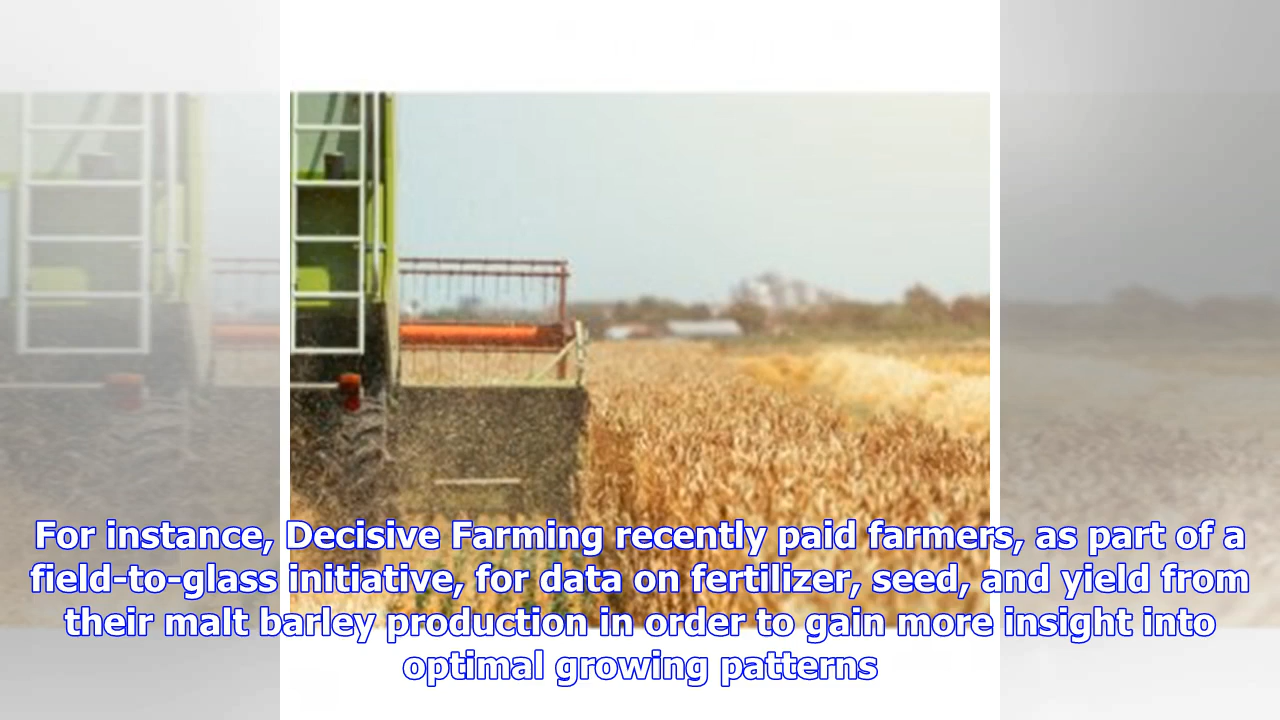 For instance, Decisive Farming recently paid farmers, as part of a
field-to-glass initiative, for data on fertilizer, seed, and yield from
their malt barley production in order to gain more insight into
optimal growing patterns